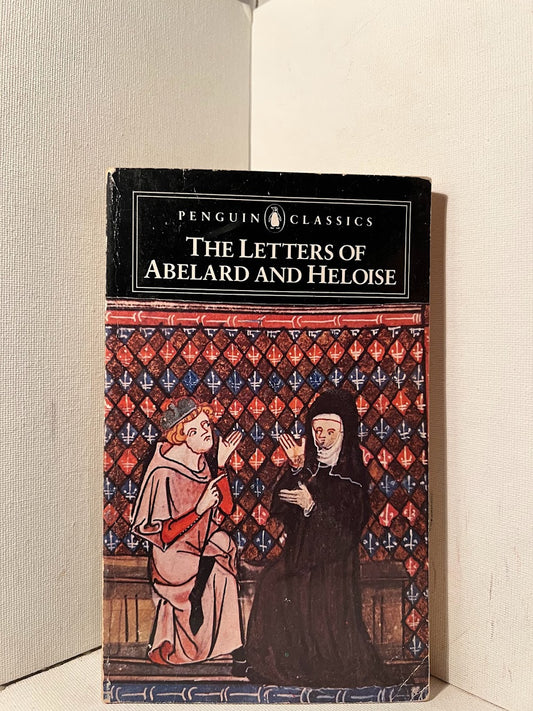 PENGUIN CLASSICS
THE LETTERS OF
ABELARD AND HELOISE